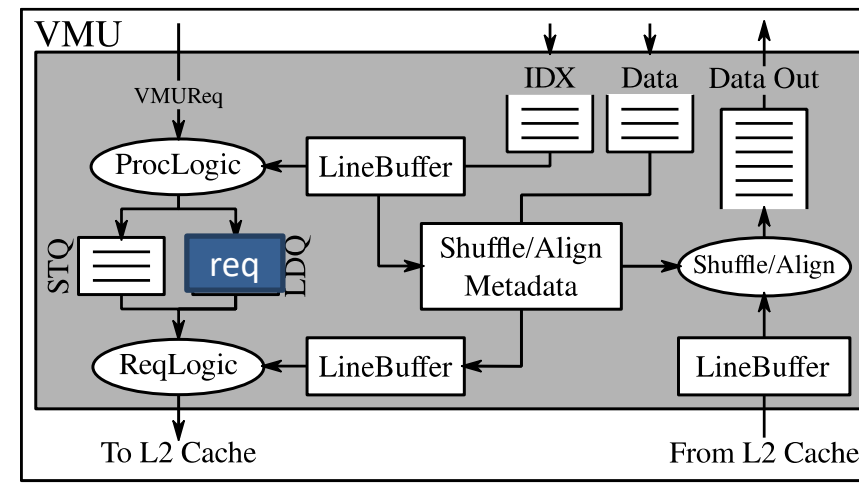 VMU
IDX
Data
Data Out
VMUReq
ProcLogic
LineBuffer
STQ
req
LDQ
Shuffle/Align
Metadata
Shuffle/Align
ReqLogic
LineBuffer
LineBuffer
To L2 Cache
From L2 Cache